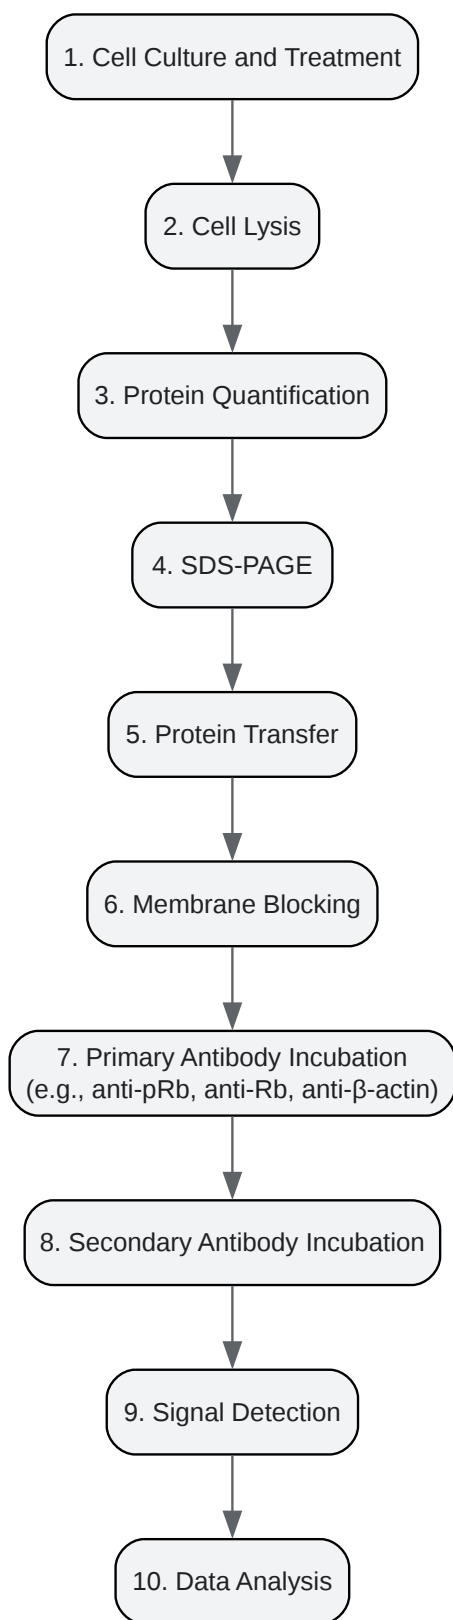 1. Cell Culture and Treatment
2. Cell Lysis
3. Protein Quantification
4. SDS-PAGE
5. Protein Transfer
6. Membrane Blocking
7. Primary Antibody Incubation
(e.g., anti-pRb, anti-Rb, anti-β-actin)
8. Secondary Antibody Incubation
9. Signal Detection
10. Data Analysis